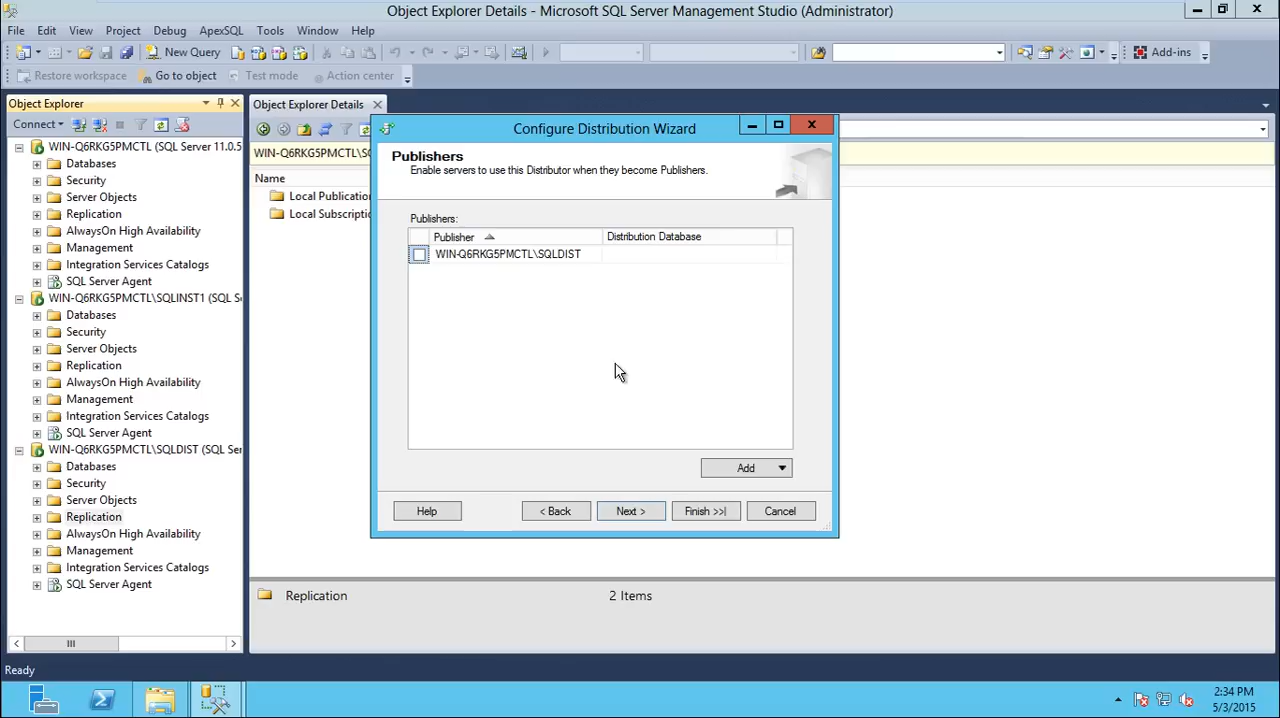 Object Explorer Details - Microsoft SQL Server Management Studio (Administrator)
File Edit View Project Debug ApexSQL Tools Window Help
New Query Add-ins
Restore workspace Go to object Test mode Action center
Object Explorer
Connect
WIN-Q6RKG5PMCTL (SQL Server 11.0.5
Databases
Security
Server Objects
Replication
AlwaysOn High Availability
Management
Integration Services Catalogs
SQL Server Agent
WIN-Q6RKG5PMCTL\SQLINST1 (SQL S
Databases
Security
Server Objects
Replication
AlwaysOn High Availability
Management
Integration Services Catalogs
SQL Server Agent
WIN-Q6RKG5PMCTL\SQLDIST (SQL Ser
Databases
Security
Server Objects
Replication
AlwaysOn High Availability
Management
Integration Services Catalogs
SQL Server Agent
Object Explorer Details
WIN-Q6RKG5PMCTL\SQ
Name
Local Publication
Local Subscripti
Configure Distribution Wizard
Publishers
Enable servers to use this Distributor when they become Publishers.
Publishers:
Publisher Distribution Database
WIN-Q6RKG5PMCTL\SQLDIST
Add
Help < Back Next > Finish >>| Cancel
Replication 2 Items
Ready
2:34 PM
5/3/2015